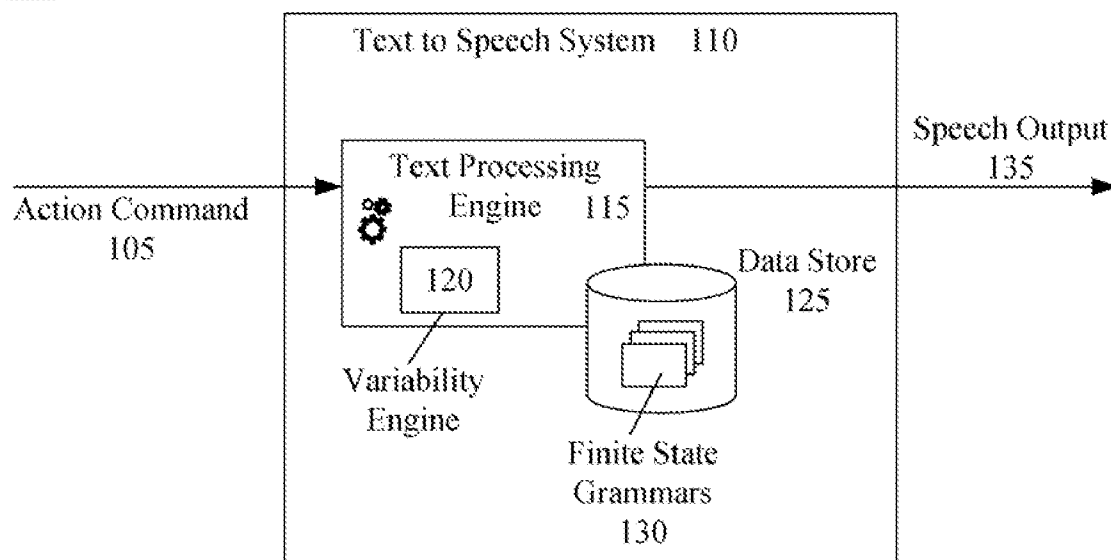 Text to Speech System 110
Speech Output
135
Text Processing
Engine 115
Action Command
105
120
Data Store
125
Variability
Engine
Finite State
Grammars
130